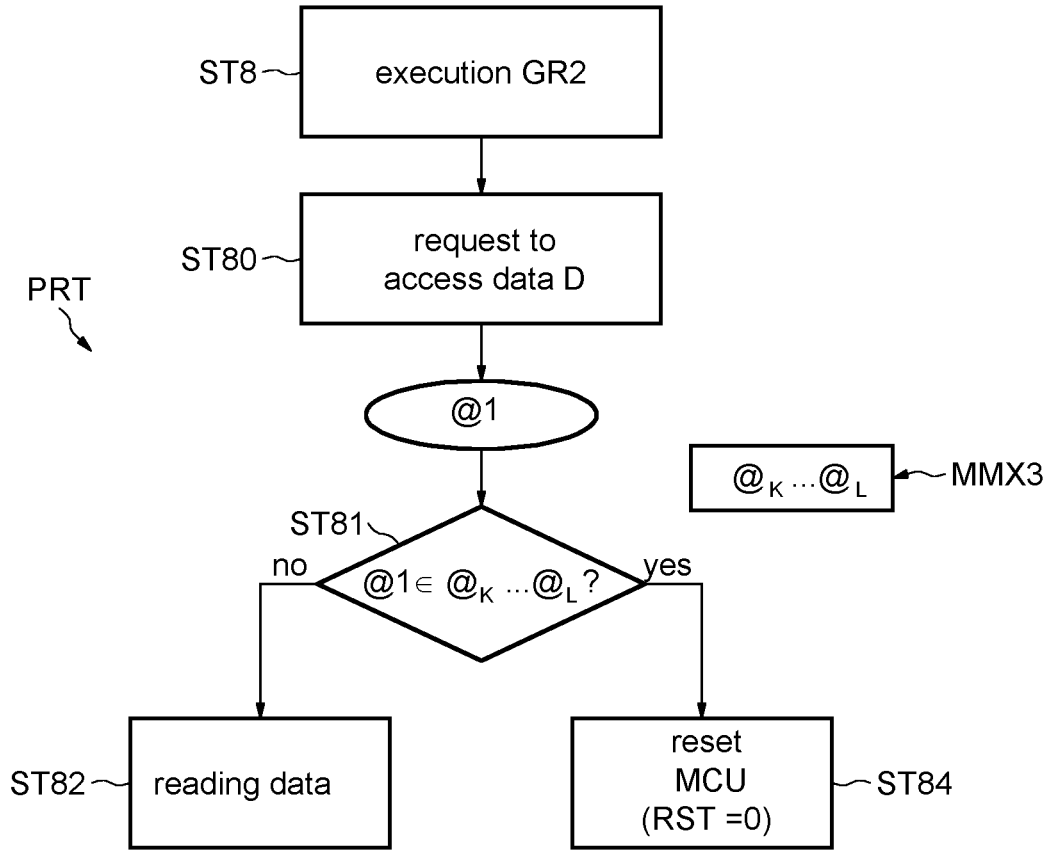 ST8
execution GR2
ST80
request to
access data D
PRT
@1
@K ...@L
MMX3
ST81
no
@1∈ @K ...@L ?
yes
ST82
reading data
reset
MCU
(RST =0)
ST84